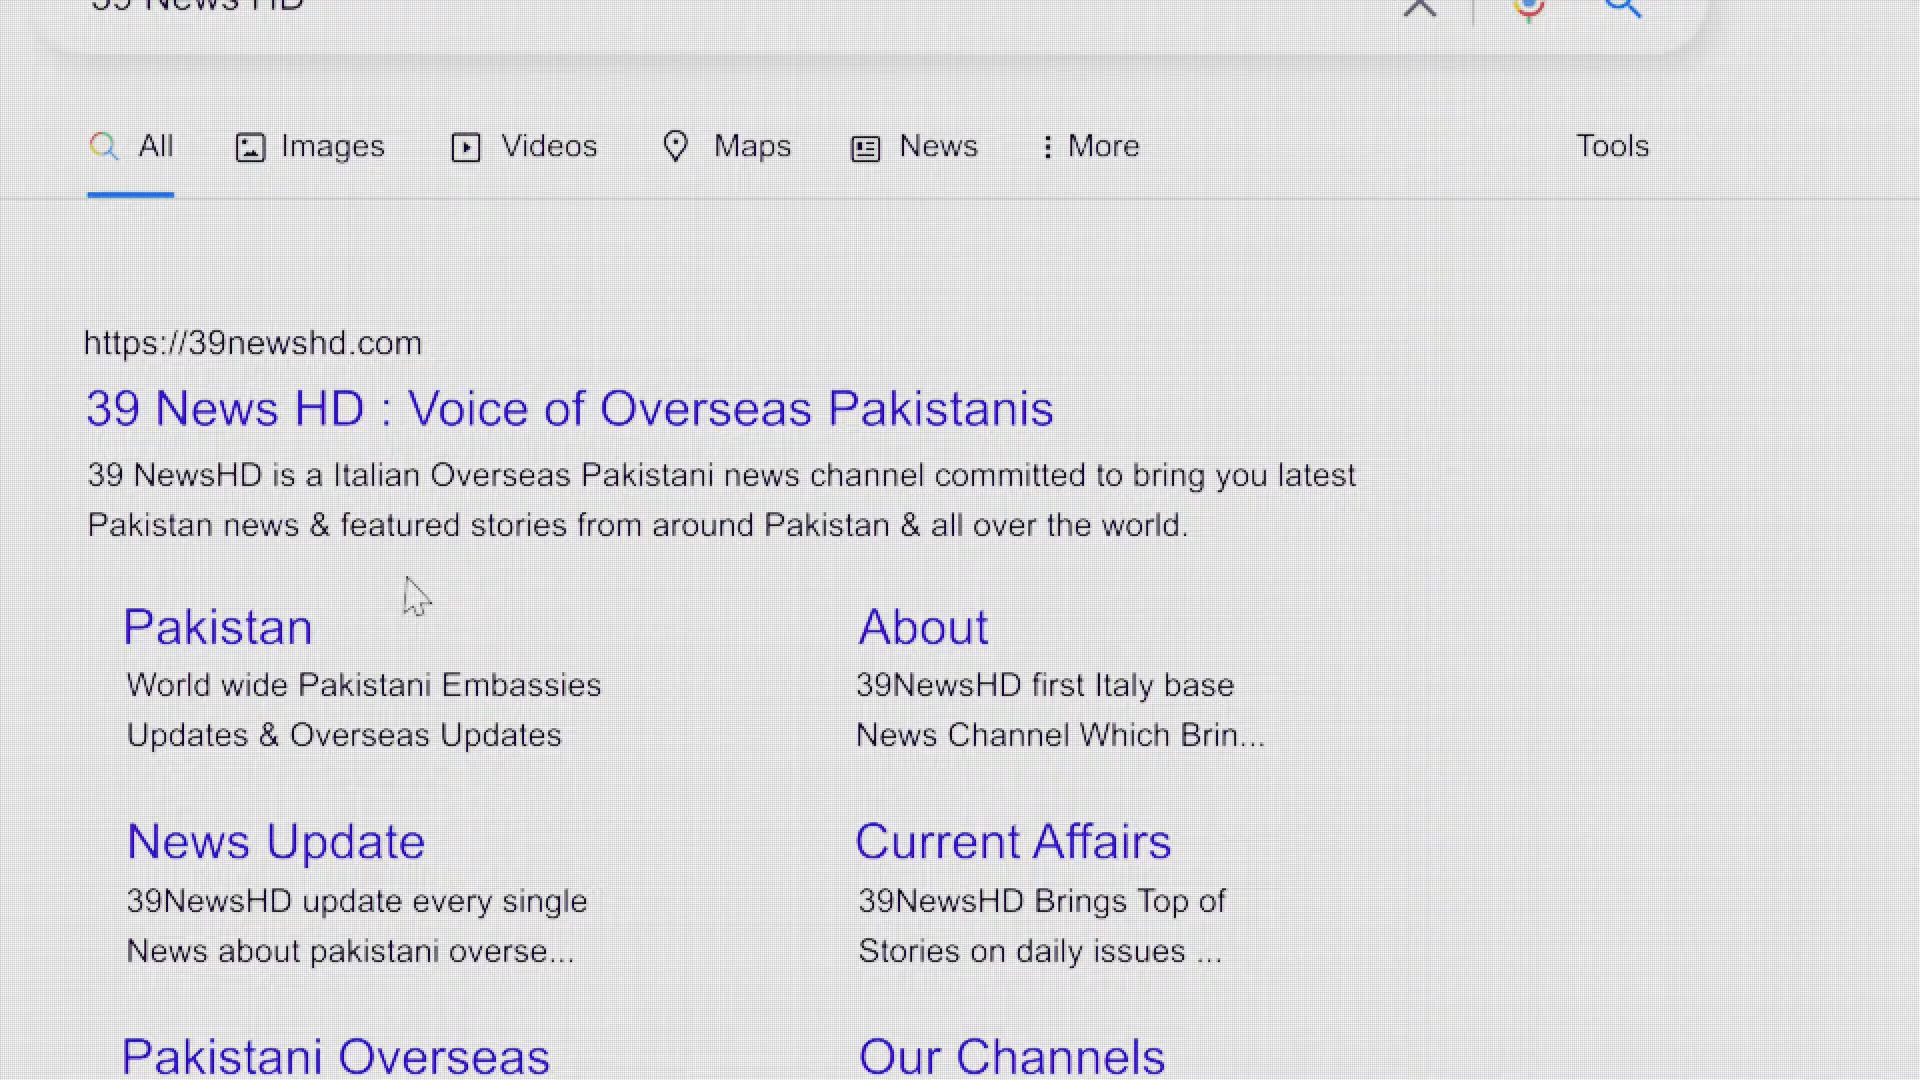 39 News HD
All Images Videos Maps News More Tools
https://39newshd.com
39 News HD : Voice of Overseas Pakistanis
39 NewsHD is a Italian Overseas Pakistani news channel committed to bring you latest
Pakistan news & featured stories from around Pakistan & all over the world.
Pakistan
World wide Pakistani Embassies
Updates & Overseas Updates
About
39NewsHD first Italy base
News Channel Which Brin...
News Update
39NewsHD update every single
News about pakistani overse...
Current Affairs
39NewsHD Brings Top of
Stories on daily issues ...
Pakistani Overseas
Our Channels